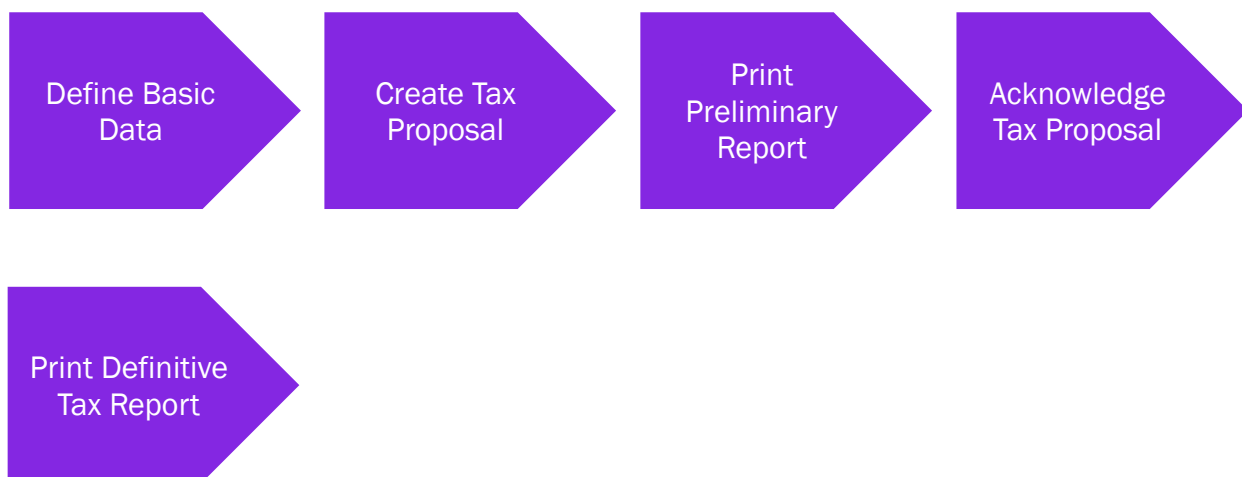 Define Basic
Data
Create Tax
Proposal
Print
Preliminary
Report
Acknowledge
Tax Proposal
Print Definitive
Tax Report